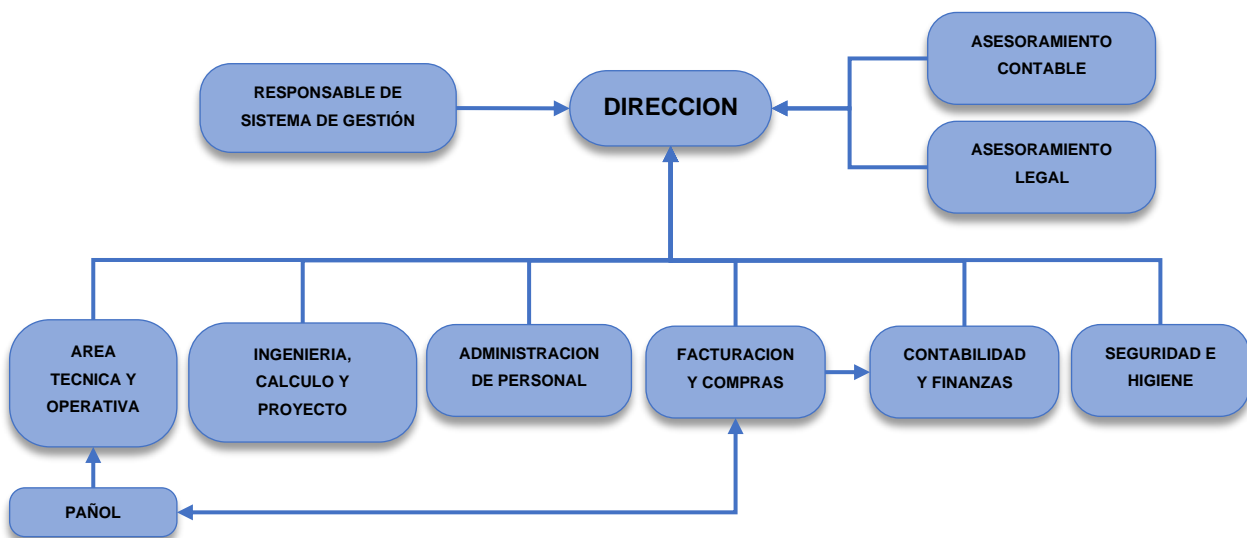 ASESORAMIENTO
CONTABLE
RESPONSABLE DE
SISTEMA DE GESTIÓN
DIRECCION
ASESORAMIENTO
LEGAL
AREA
TECNICA Y
OPERATIVA
INGENIERIA,
CALCULO Y
PROYECTO
ADMINISTRACION
DE PERSONAL
FACTURACION
Y COMPRAS
CONTABILIDAD
Y FINANZAS
SEGURIDAD E
HIGIENE
PAÑOL